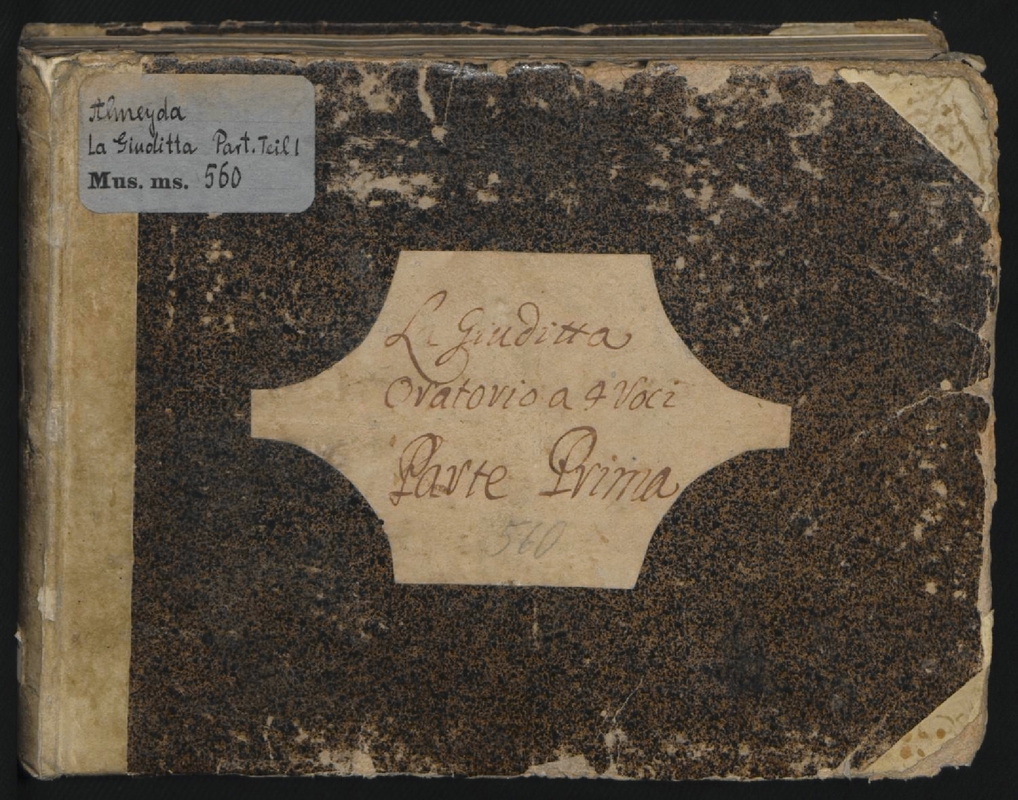 Almeyda
La Giuditta Part. Teil 1
Mus. ms. 560
La Giuditta
Oratorio a 4 Voci
Parte Prima
560